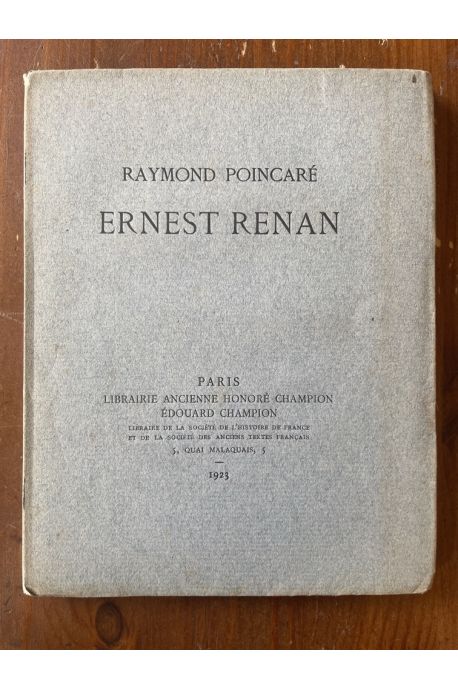 RAYMOND POINCARÉ
ERNEST RENAN
PARIS
LIBRAIRIE ANCIENNE HONORÉ CHAMPION
ÉDOUARD CHAMPION
LIBRAIRE DE LA SOCIÉTÉ DE L'HISTOIRE DE FRANCE
ET DE LA SOCIÉTÉ DES ANCIENS TEXTES FRANÇAIS
5, QUAI MALAQUAIS, 5
—
1923